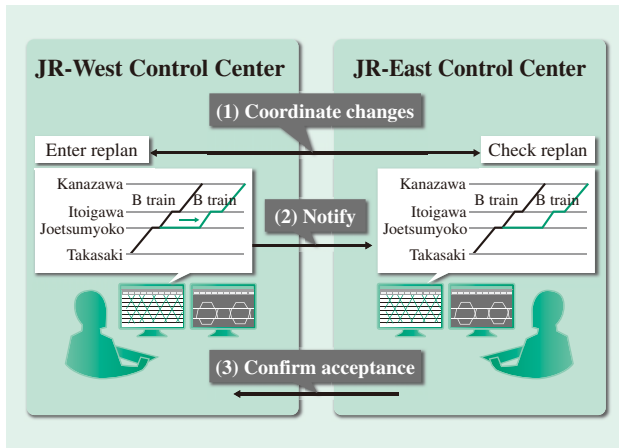 JR-West Control Center
JR-East Control Center
(1) Coordinate changes
Enter replan
Check replan
Kanazawa
B train
B train
Itoigawa
Joetsumyoko
Takasaki
(2) Notify
Kanazawa
B train
B train
Itoigawa
Joetsumyoko
Takasaki
(3) Confirm acceptance